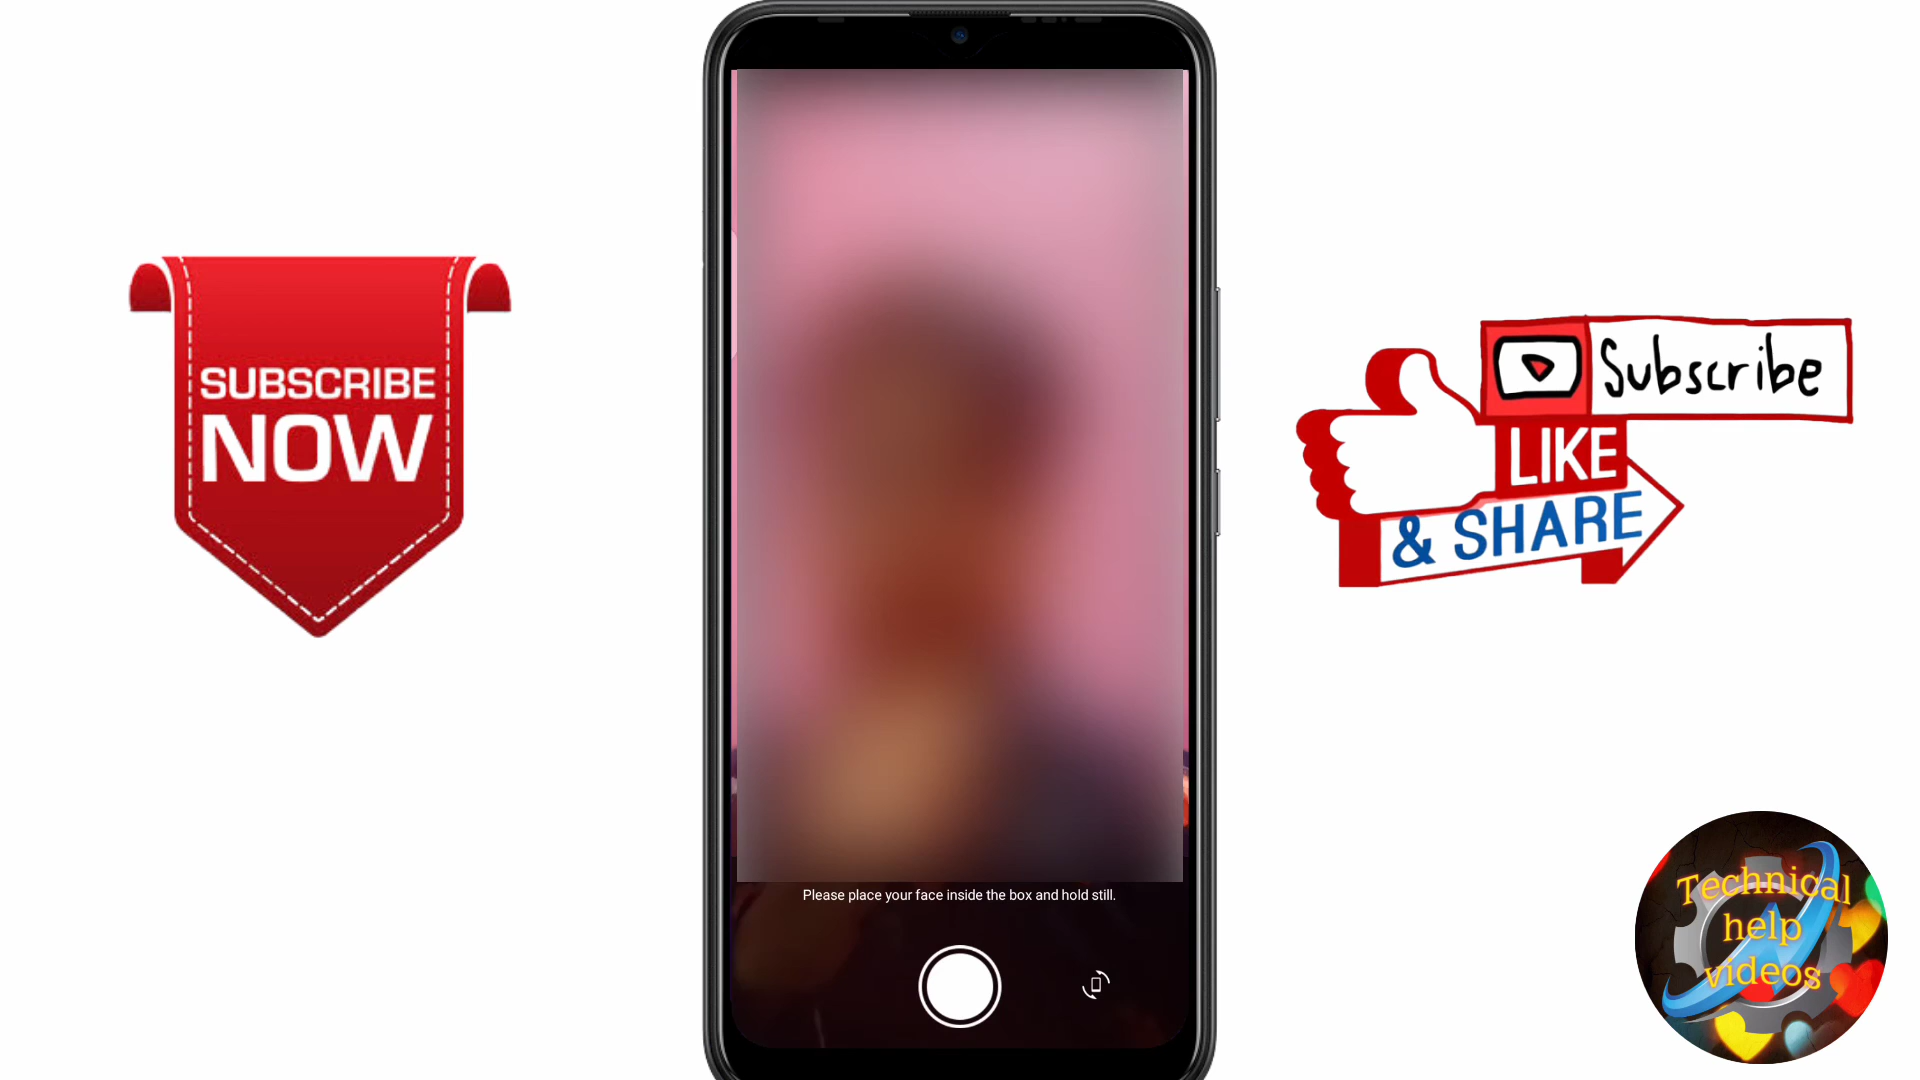 SUBSCRIBE
NOW
Please place your face inside the box and hold still.
Subscribe
LIKE
& SHARE
Technical
help
videos